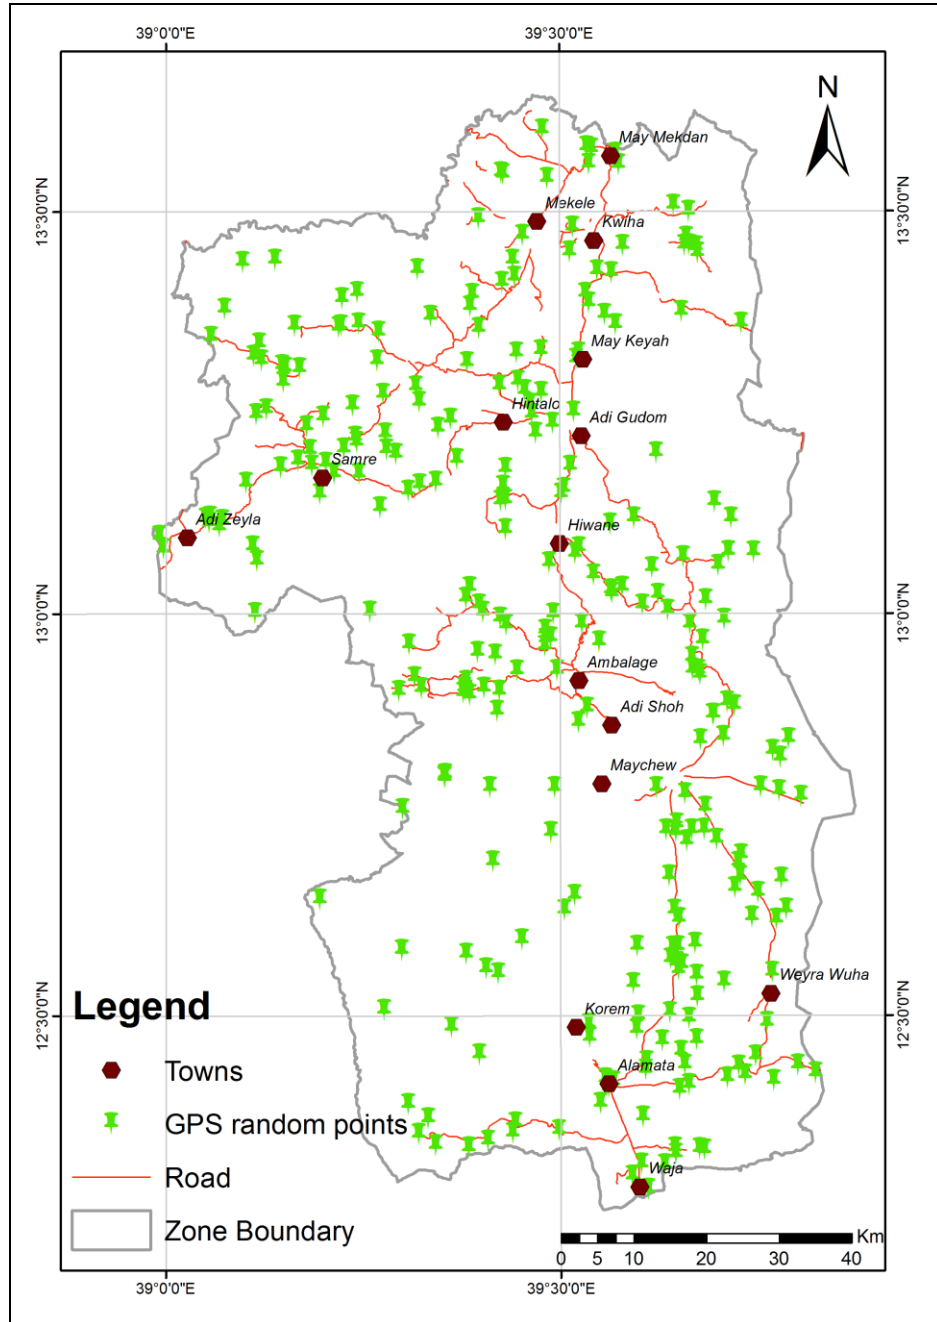 39°0'0"E
39°30'0"E
N
May Mekdan
13°30'0"N
13°30'0"N
Mekele
Kwiha
May Keyah
Hintalo
Adi Gudom
Samre
Adi Zeyla
Hiwane
13°0'0"N
13°0'0"N
Ambalage
Adi Shoh
Maychew
Weyra Wuha
Legend
12°30'0"N
12°30'0"N
Korem
Towns
Alamata
GPS random points
Road
Waja
Zone Boundary
Km
0 5 10 20 30 40
39°0'0"E
39°30'0"E